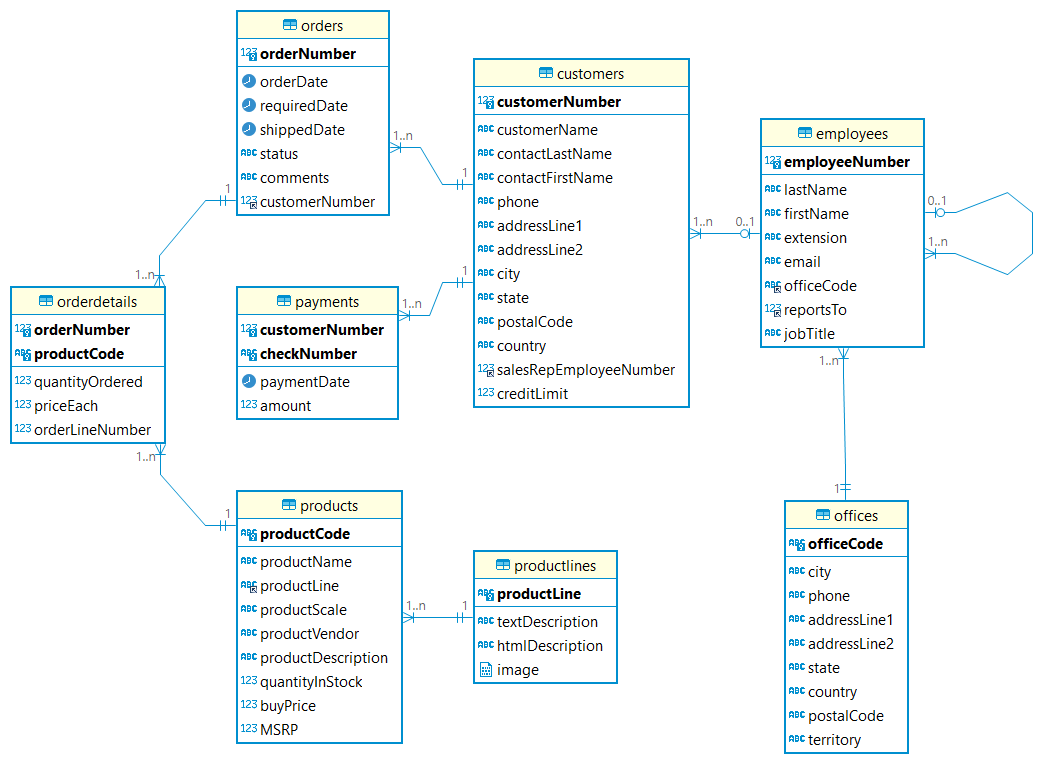 orders
orderNumber
orderDate
requiredDate
shippedDate
status
comments
customerNumber
customers
customerNumber
customerName
contactLastName
contactFirstName
phone
addressLine1
addressLine2
city
state
postalCode
country
salesRepEmployeeNumber
creditLimit
employees
employeeNumber
lastName
firstName
extension
email
officeCode
reportsTo
jobTitle
orderdetails
orderNumber
productCode
quantityOrdered
priceEach
orderLineNumber
payments
customerNumber
checkNumber
paymentDate
amount
products
productCode
productName
productLine
productScale
productVendor
productDescription
quantityInStock
buyPrice
MSRP
productlines
productLine
textDescription
htmlDescription
image
offices
officeCode
city
phone
addressLine1
addressLine2
state
country
postalCode
territory
1..n
1
1
1..n
1..n
1
1..n
0..1
0..1
1..n
1..n
1
1..n
1
1..n
1